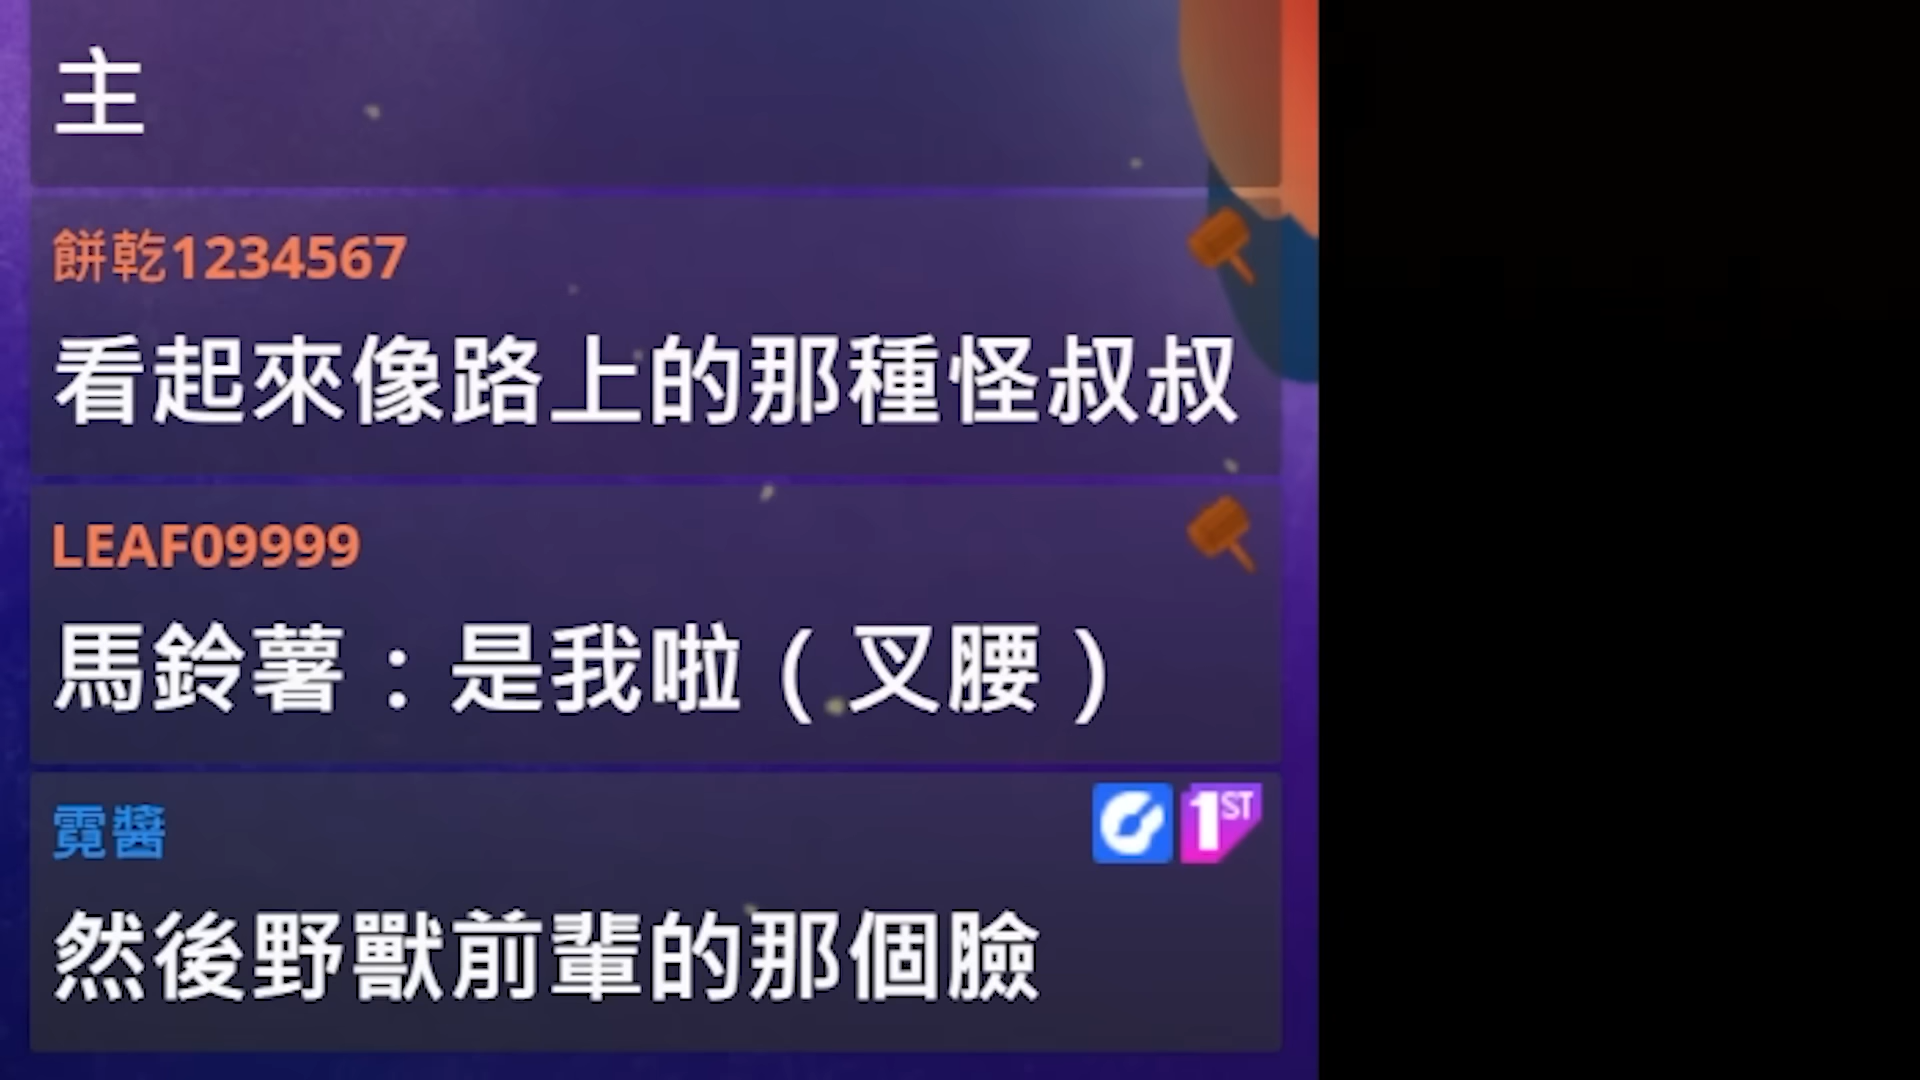 主
餅乾1234567
看起來像路上的那種怪叔叔
LEAF09999
馬鈴薯：是我啦（叉腰）
霓醬
1ST
然後野獸前輩的那個臉